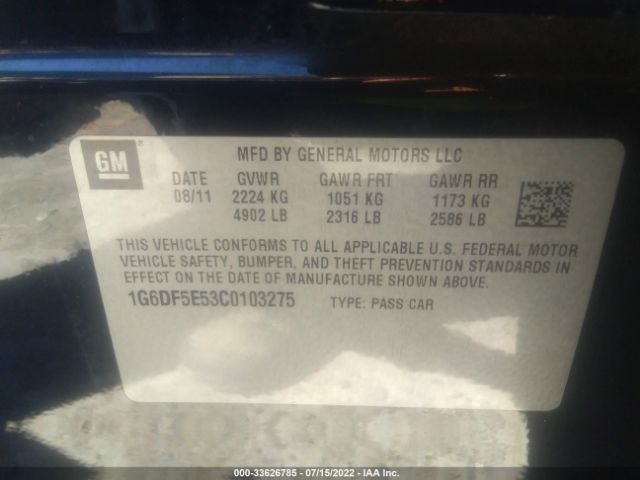 GM ®
MFD BY GENERAL MOTORS LLC
DATE GVWR GAWR FRT GAWR RR
08/11 2224 KG 1051 KG 1173 KG
4902 LB 2316 LB 2586 LB
THIS VEHICLE CONFORMS TO ALL APPLICABLE U.S. FEDERAL MOTOR
VEHICLE SAFETY, BUMPER, AND THEFT PREVENTION STANDARDS IN
EFFECT ON THE DATE OF MANUFACTURE SHOWN ABOVE.
1G6DF5E53C0103275 TYPE: PASS CAR
000-33626785 - 07/15/2022 - IAA Inc.